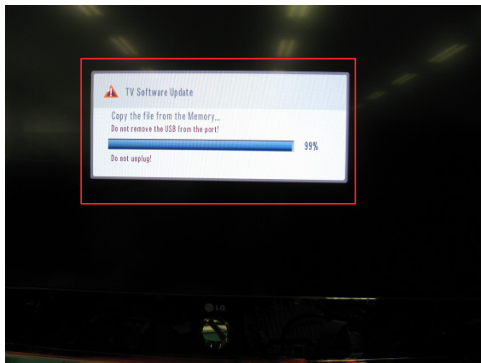 TV Software Update
Copy the file from the Memory...
Do not remove the USB from the port!
99%
Do not unplug!
LG